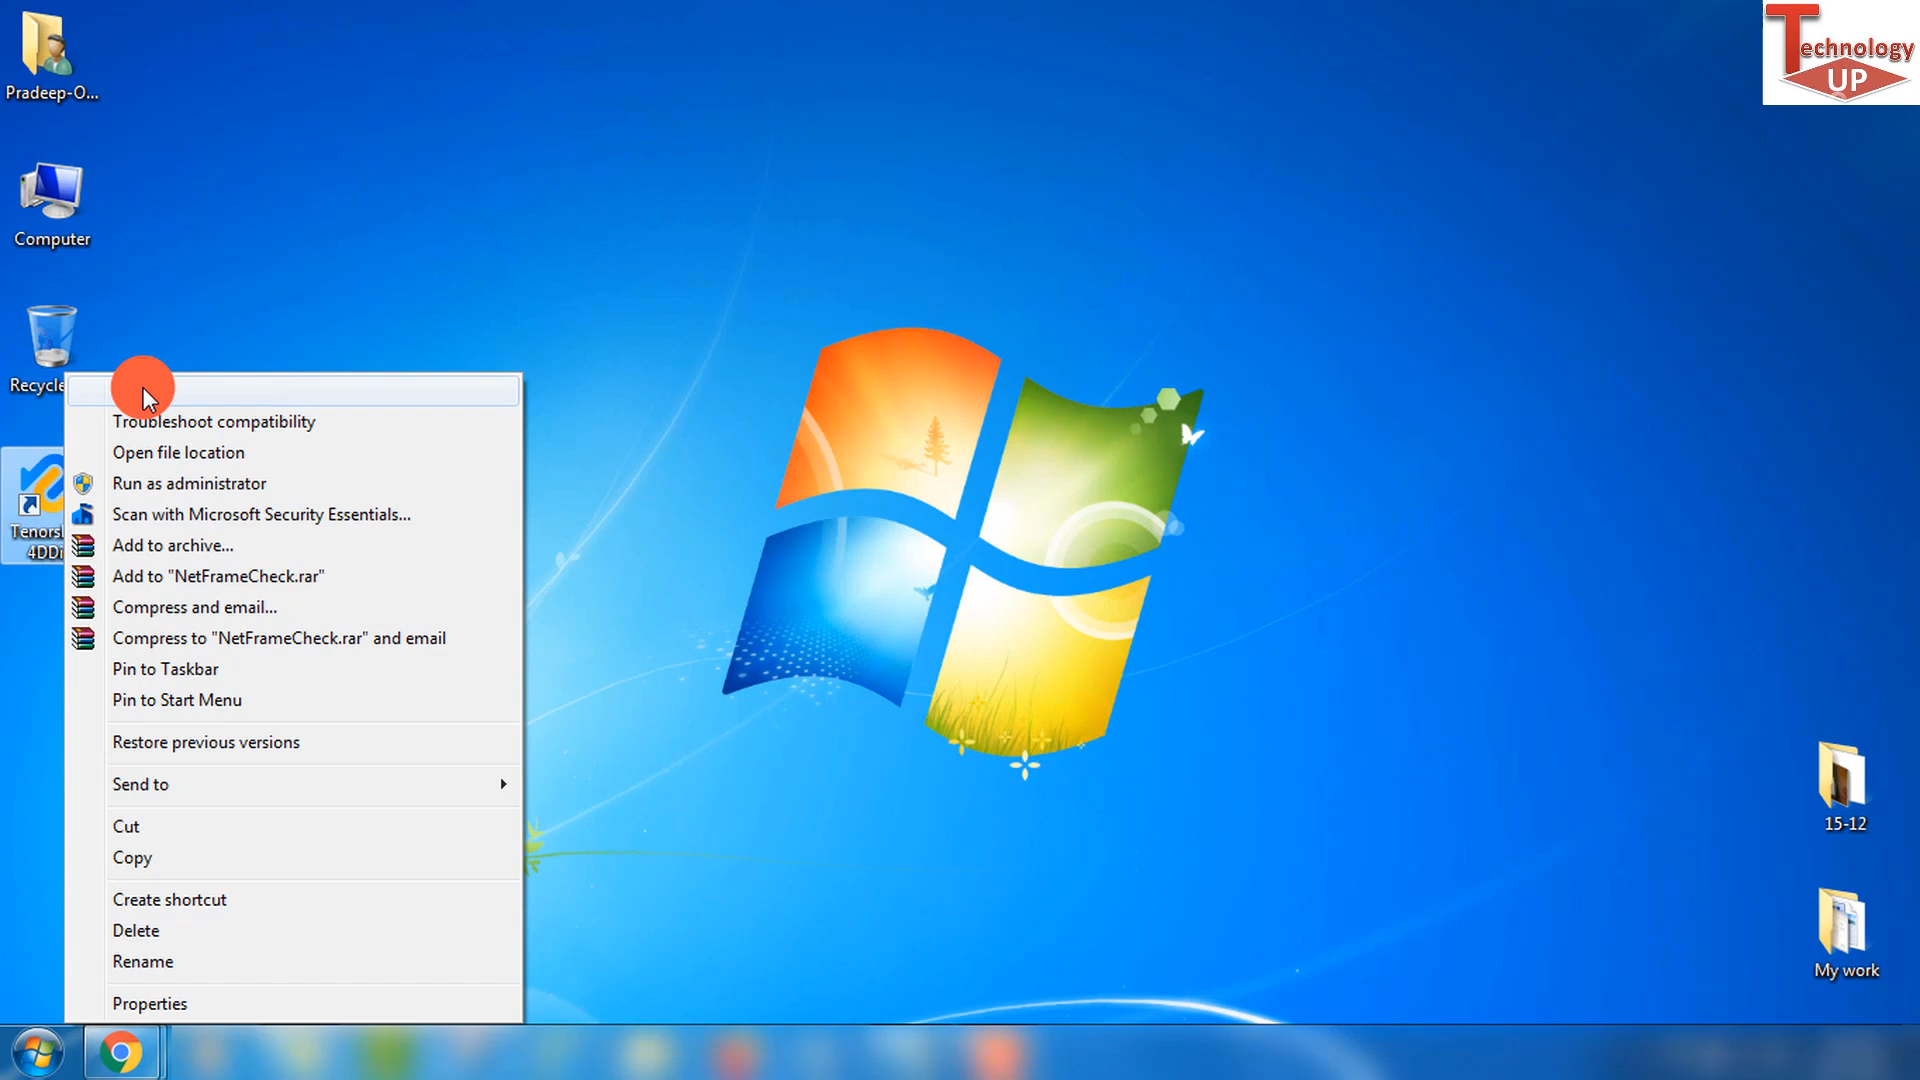 Pradeep-O...
Computer
Recycle
Tenorsh
4DDi
Troubleshoot compatibility
Open file location
Run as administrator
Scan with Microsoft Security Essentials...
Add to archive...
Add to "NetFrameCheck.rar"
Compress and email...
Compress to "NetFrameCheck.rar" and email
Pin to Taskbar
Pin to Start Menu
Restore previous versions
Send to
Cut
Copy
Create shortcut
Delete
Rename
Properties
Technology
UP
15-12
My work